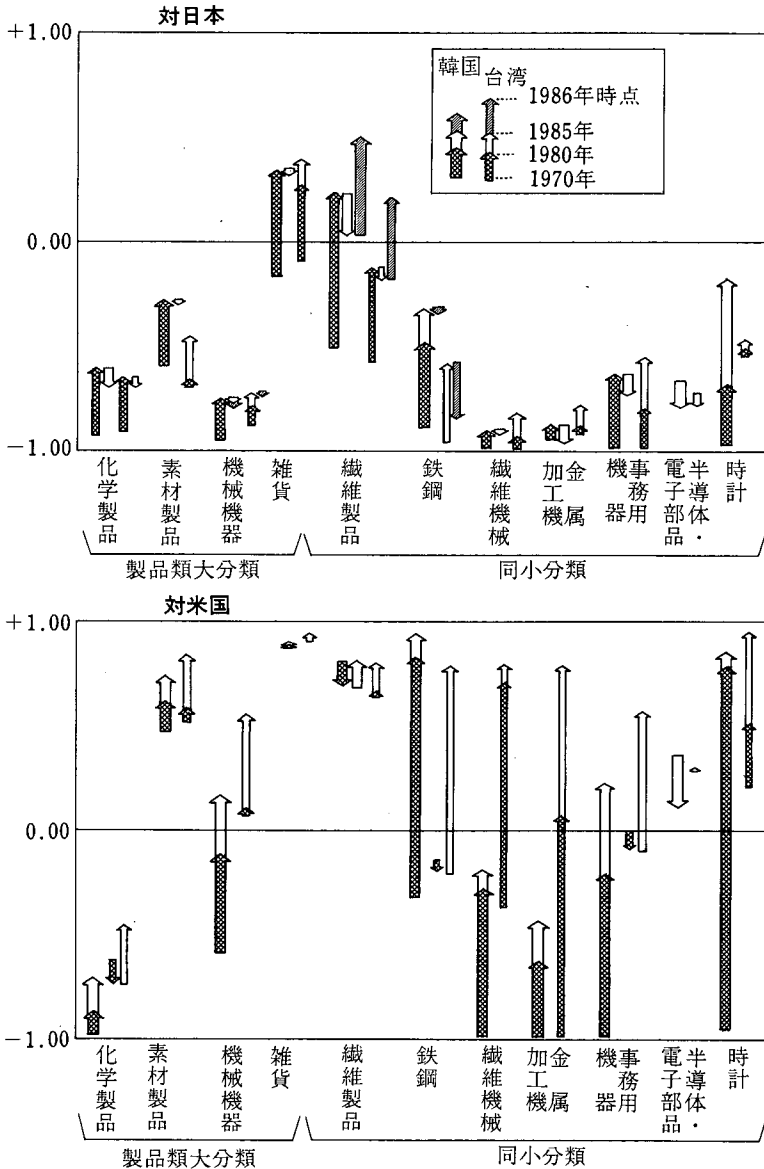 対日本
+1.00
0.00
-1.00
韓国 台湾
1986年時点
1985年
1980年
1970年
化学製品
素材製品
機械機器
雑貨
繊維製品
鉄鋼
繊維機械
金属加工機
事務用機器
半導体・電子部品
時計
製品類大分類
同小分類
対米国
+1.00
0.00
-1.00
化学製品
素材製品
機械機器
雑貨
繊維製品
鉄鋼
繊維機械
金属加工機
事務用機器
半導体・電子部品
時計
製品類大分類
同小分類